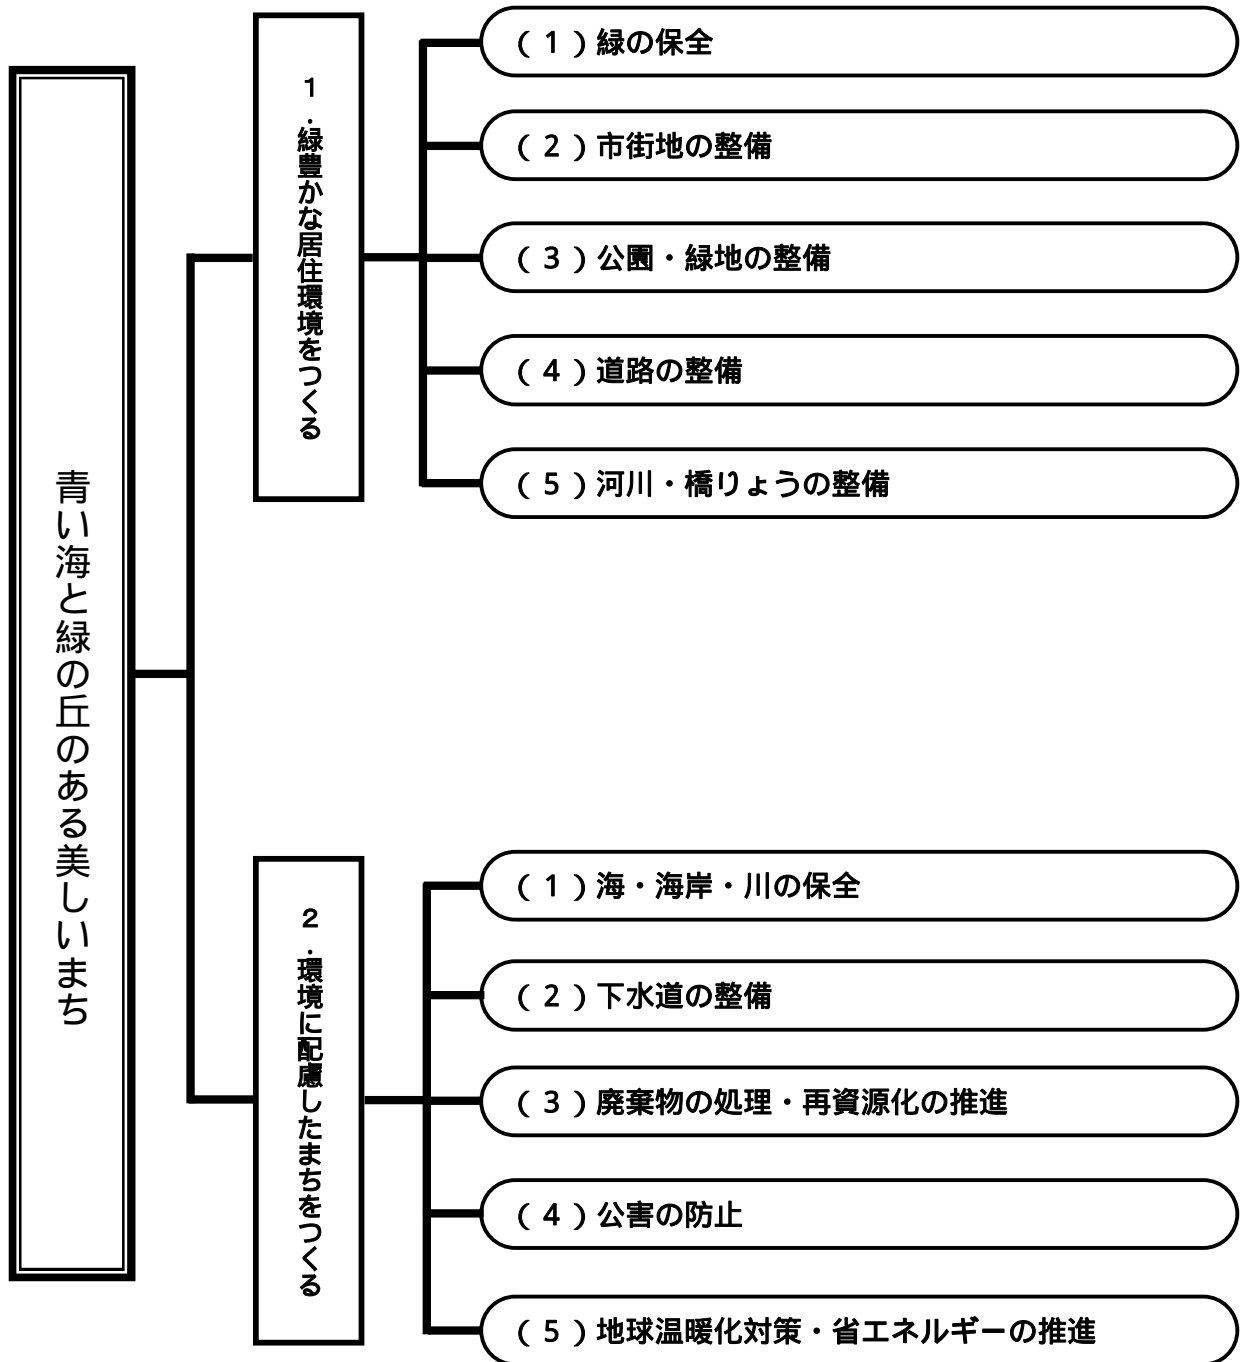 青い海と緑の丘のある美しいまち
１．緑豊かな居住環境をつくる
（１）緑の保全
（２）市街地の整備
（３）公園・緑地の整備
（４）道路の整備
（５）河川・橋りょうの整備
２．環境に配慮したまちをつくる
（１）海・海岸・川の保全
（２）下水道の整備
（３）廃棄物の処理・再資源化の推進
（４）公害の防止
（５）地球温暖化対策・省エネルギーの推進